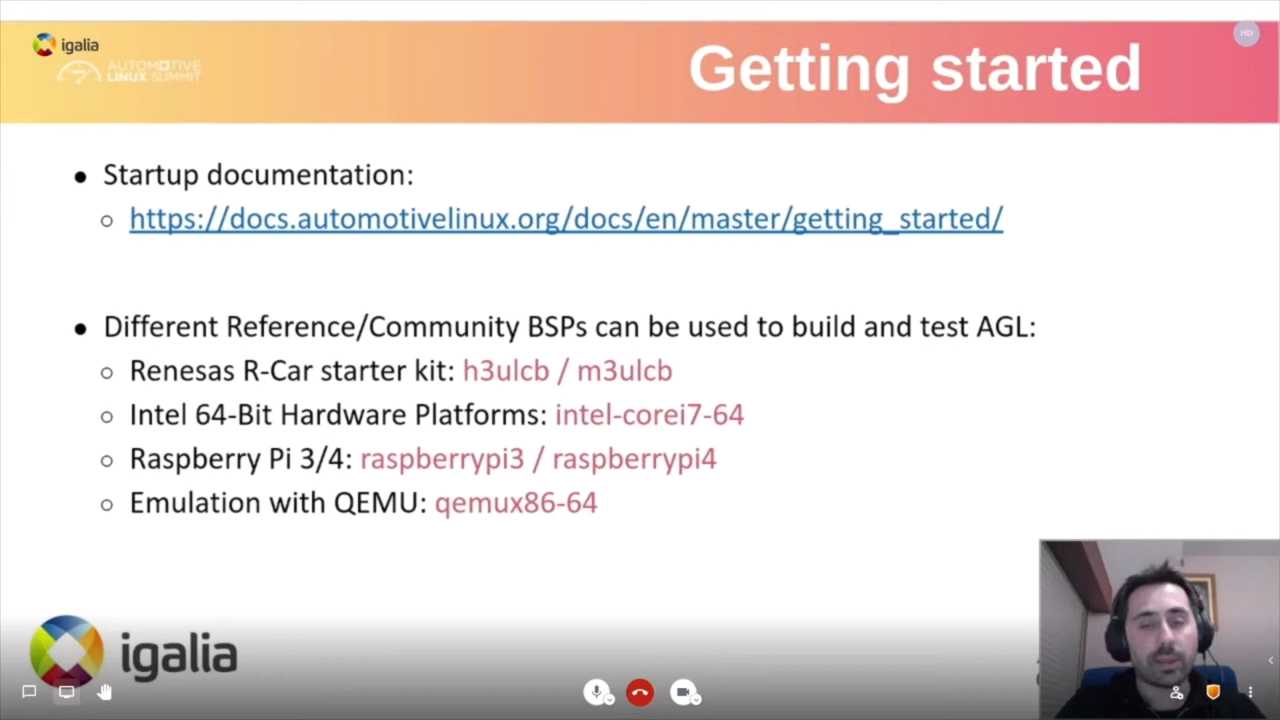 igalia
AUTOMOTIVE
LINUX SUMMIT
Getting started
HD
● Startup documentation:
○ https://docs.automotivelinux.org/docs/en/master/getting_started/
● Different Reference/Community BSPs can be used to build and test AGL:
○ Renesas R-Car starter kit: h3ulcb / m3ulcb
○ Intel 64-Bit Hardware Platforms: intel-corei7-64
○ Raspberry Pi 3/4: raspberrypi3 / raspberrypi4
○ Emulation with QEMU: qemux86-64
igalia